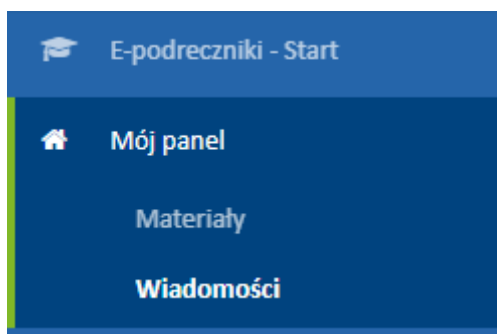 E-podreczniki - Start
Mój panel
Materiały
Wiadomości